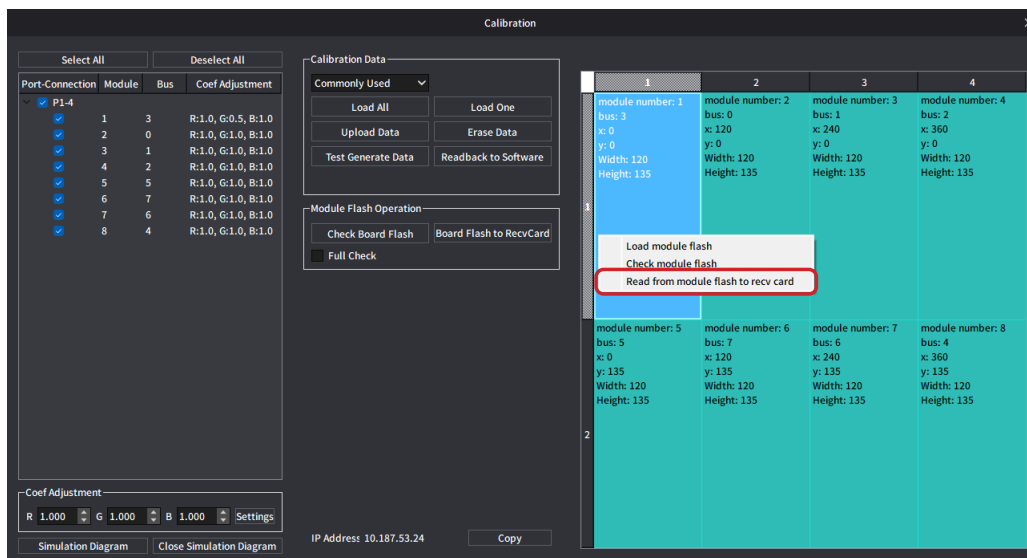 Calibration
Select All
Deselect All
Port-Connection Module Bus Coef Adjustment
P1-4
1 3 R:1.0, G:0.5, B:1.0
2 0 R:1.0, G:1.0, B:1.0
3 1 R:1.0, G:1.0, B:1.0
4 2 R:1.0, G:1.0, B:1.0
5 5 R:1.0, G:1.0, B:1.0
6 7 R:1.0, G:1.0, B:1.0
7 6 R:1.0, G:1.0, B:1.0
8 4 R:1.0, G:1.0, B:1.0
Coef Adjustment
R 1.000 G 1.000 B 1.000 Settings
Simulation Diagram
Close Simulation Diagram
Calibration Data
Commonly Used
Load All
Load One
Upload Data
Erase Data
Test Generate Data
Readback to Software
Module Flash Operation
Check Board Flash
Board Flash to RecvCard
Full Check
IP Address 10.187.53.24
Copy
1 2 3 4
1
module number: 1
bus: 3
x: 0
y: 0
Width: 120
Height: 135
module number: 2
bus: 0
x: 120
y: 0
Width: 120
Height: 135
module number: 3
bus: 1
x: 240
y: 0
Width: 120
Height: 135
module number: 4
bus: 2
x: 360
y: 0
Width: 120
Height: 135
Load module flash
Check module flash
Read from module flash to recv card
2
module number: 5
bus: 5
x: 0
y: 135
Width: 120
Height: 135
module number: 6
bus: 7
x: 120
y: 135
Width: 120
Height: 135
module number: 7
bus: 6
x: 240
y: 135
Width: 120
Height: 135
module number: 8
bus: 4
x: 360
y: 135
Width: 120
Height: 135